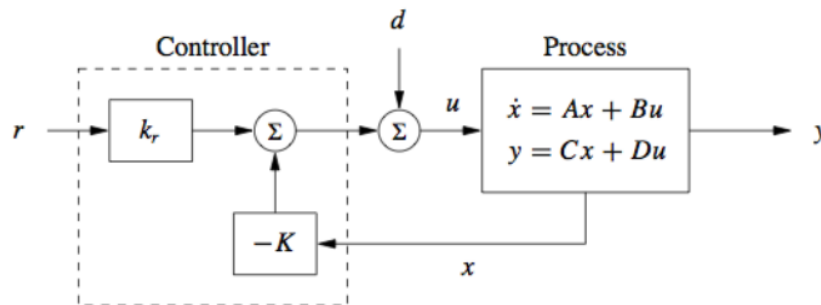 d
Controller
Process
r
k_r
Σ
Σ
u
ẋ = Ax + Bu
y = Cx + Du
y
−K
x